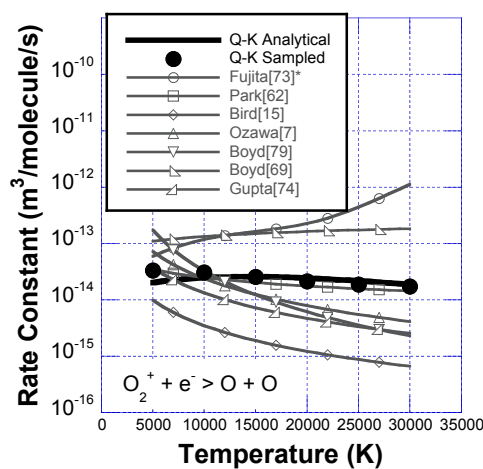 Q-K Analytical
Q-K Sampled
Fujita[73]*
Park[62]
Bird[15]
Ozawa[7]
Boyd[79]
Boyd[69]
Gupta[74]
Rate Constant (m³/molecule/s)
10⁻¹⁰
10⁻¹¹
10⁻¹²
10⁻¹³
10⁻¹⁴
10⁻¹⁵
10⁻¹⁶
O₂⁺ + e⁻ > O + O
0 5000 10000 15000 20000 25000 30000 35000
Temperature (K)